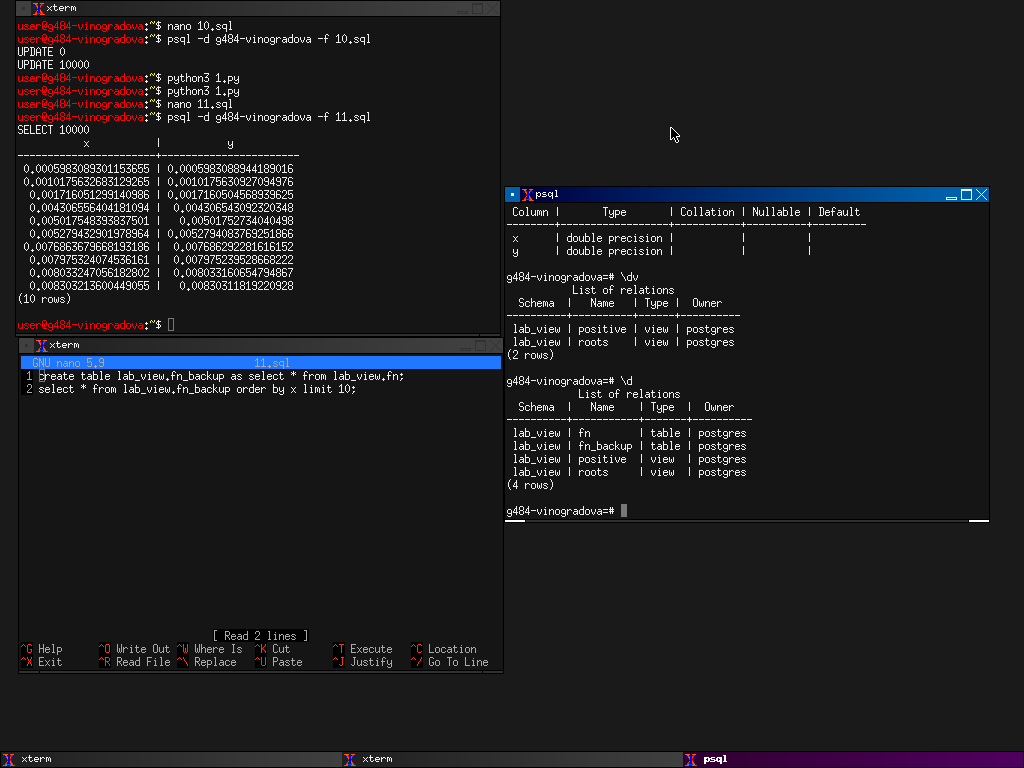 xterm
user@g484-vinogradova:~$ nano 10.sql
user@g484-vinogradova:~$ psql -d g484-vinogradova -f 10.sql
UPDATE 0
UPDATE 10000
user@g484-vinogradova:~$ python3 1.py
user@g484-vinogradova:~$ python3 1.py
user@g484-vinogradova:~$ nano 11.sql
user@g484-vinogradova:~$ psql -d g484-vinogradova -f 11.sql
SELECT 10000
x | y
-----------------------+-----------------------
0.0005983089301153655 | 0.0005983088944189016
0.0010175632683129265 | 0.0010175630927094976
0.001716051299140986 | 0.0017160504568939625
0.004306556404181094 | 0.004306543092320348
0.005017548393837501 | 0.00501752734040498
0.005279432901978964 | 0.0052794083769251866
0.0076863679668193186 | 0.007686292281616152
0.007975324074536161 | 0.007975239528668222
0.008033247056182802 | 0.008033160654794867
0.008303213600449055 | 0.00830311819220928
(10 rows)
user@g484-vinogradova:~$
xterm
GNU nano 5.9 11.sql
1 create table lab_view.fn_backup as select * from lab_view.fn;
2 select * from lab_view.fn_backup order by x limit 10;
[ Read 2 lines ]
^G Help ^O Write Out ^W Where Is ^K Cut ^T Execute ^C Location
^X Exit ^R Read File ^\ Replace ^U Paste ^J Justify ^/ Go To Line
psql
Column | Type | Collation | Nullable | Default
--------+------------------+-----------+----------+---------
x | double precision | | |
y | double precision | | |
g484-vinogradova=# \dv
List of relations
Schema | Name | Type | Owner
----------+----------+------+----------
lab_view | positive | view | postgres
lab_view | roots | view | postgres
(2 rows)
g484-vinogradova=# \d
List of relations
Schema | Name | Type | Owner
----------+-----------+-------+----------
lab_view | fn | table | postgres
lab_view | fn_backup | table | postgres
lab_view | positive | view | postgres
lab_view | roots | view | postgres
(4 rows)
g484-vinogradova=#
xterm xterm psql